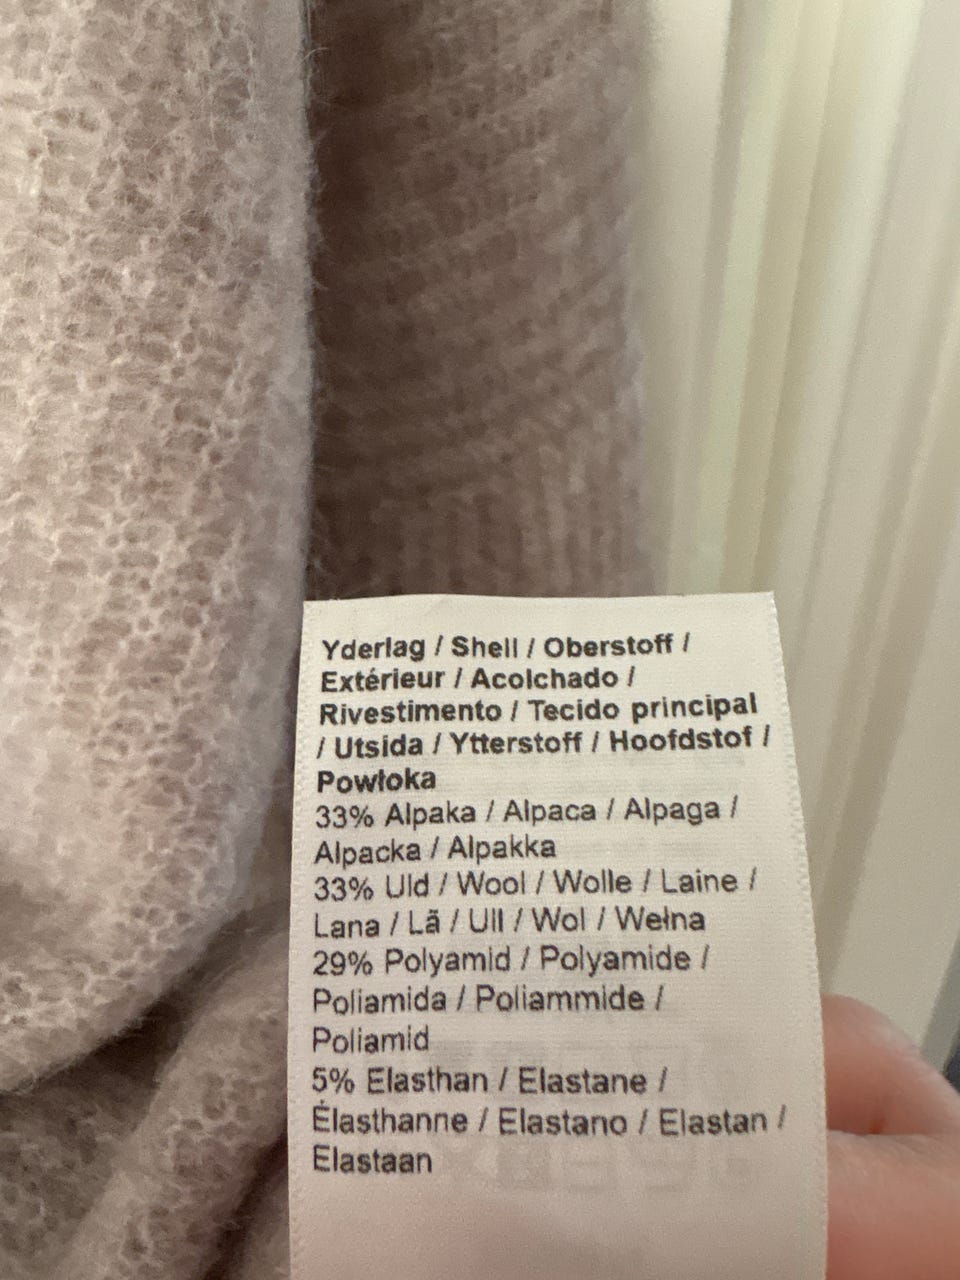 Yderlag / Shell / Oberstoff /
Extérieur / Acolchado /
Rivestimento / Tecido principal
/ Utsida / Ytterstoff / Hoofdstof /
Powłoka
33% Alpaka / Alpaca / Alpaga /
Alpacka / Alpakka
33% Uld / Wool / Wolle / Laine /
Lana / Lã / Ull / Wol / Wełna
29% Polyamid / Polyamide /
Poliamida / Poliammide /
Poliamid
5% Elasthan / Elastane /
Élasthanne / Elastano / Elastan /
Elastaan